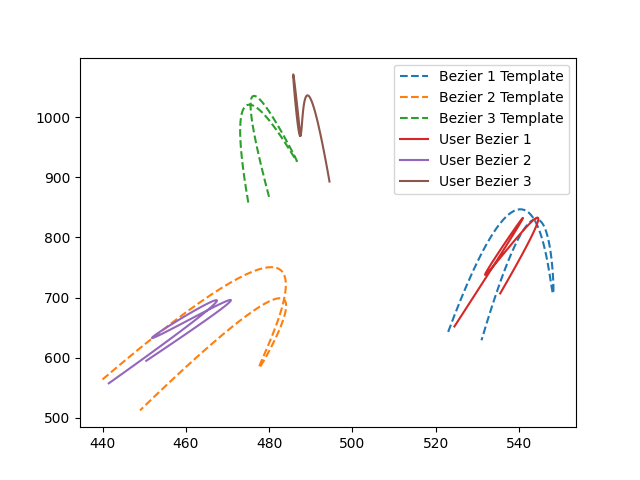 1000
900
800
700
600
500
440
460
480
500
520
540
Bezier 1 Template
Bezier 2 Template
Bezier 3 Template
User Bezier 1
User Bezier 2
User Bezier 3